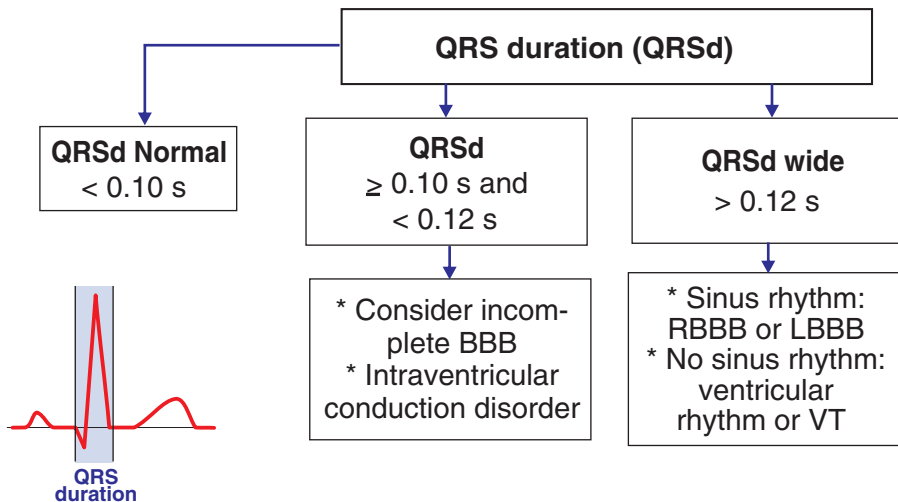 QRS duration (QRSd)
QRSd Normal
< 0.10 s
QRSd
≥ 0.10 s and
< 0.12 s
QRSd wide
> 0.12 s
* Consider incom-
plete BBB
* Intraventricular
conduction disorder
* Sinus rhythm:
RBBB or LBBB
* No sinus rhythm:
ventricular
rhythm or VT
QRS
duration